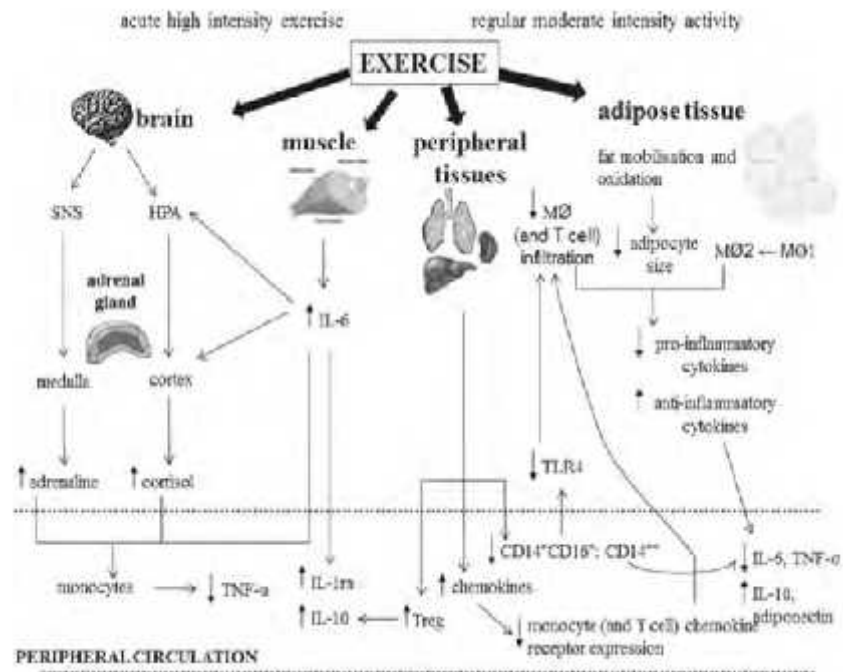 acute high intensity exercise
regular moderate intensity activity
EXERCISE
brain
muscle
peripheral
tissues
adipose tissue
fat mobilisation and
oxidation
SNS
HPA
MØ
(and T cell)
infiltration
adipocyte
size
MØ2 ← MØ1
adrenal
gland
↑ IL-6
pro-inflammatory
cytokines
anti-inflammatory
cytokines
medulla
cortex
↓ TLR4
↑ adrenaline
↑ cortisol
monocytes
↓ TNF-α
↑ IL-1ra
↑ IL-10
↑ Treg
↑ chemokines
↓ monocyte (and T cell) chemokine
receptor expression
↓ IL-6, TNF-α
↑ IL-10,
adiponectin
PERIPHERAL CIRCULATION